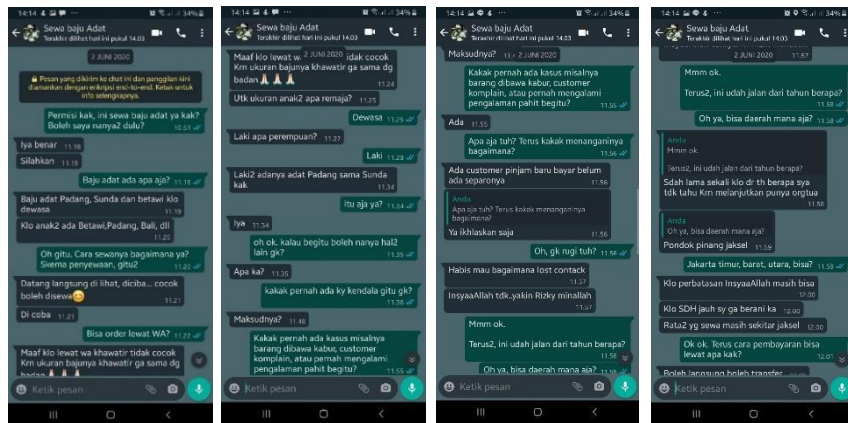 14:14
34%
Sewa baju Adat
Terakhir dilihat hari ini pukul 14.03
2 JUNI 2020
Pesan yang dikirim ke chat ini dan panggilan kini
diamankan dengan enkripsi end-to-end. Ketuk untuk
info selengkapnya.
Permisi kak, ini sewa baju adat ya kak?
Boleh saya nanya2 dulu?
10.51
Iya benar 11.18
Silahkan 11.18
Baju adat ada apa aja? 11.18
Baju adat Padang, Sunda dan betawi klo
dewasa
11.19
Klo anak2 ada Betawi,Padang, Bali, dll
11.20
Oh gitu. Cara sewanya bagaimana ya?
Skema penyewaan, gitu2
11.20
Datang langsung di lihat, diciba... cocok
boleh disewa
11.21
Di coba 11.21
Bisa order lewat WA? 11.22
Maaf klo lewat wa khawatir tidak cocok
Krn ukuran bajunya khawatir ga sama dg
badan
Ketik pesan
14:14
34%
Sewa baju Adat
Terakhir dilihat hari ini pukul 14.03
2 JUNI 2020
Maaf klo lewat w idak cocok
Krn ukuran bajunya khawatir ga sama dg
badan
11.24
Utk ukuran anak2 apa remaja? 11.25
Dewasa 11.25
Laki apa perempuan? 11.27
Laki 11.29
Laki2 adanya adat Padang sama Sunda
kak
11.34
Itu aja ya? 11.34
Iya 11.34
oh ok. kalau begitu boleh nanya hal2
lain gk?
11.35
Apa ka? 11.35
kakak pernah ada ky kendala gitu gk?
11.36
Maksudnya? 11.48
Kakak pernah ada kasus misalnya
barang dibawa kabur, customer
komplain, atau pernah mengalami
pengalaman pahit begitu?
11.55
Ketik pesan
14:14
34%
Sewa baju Adat
Terakhir dilihat hari ini pukul 14.03
Maksudnya?
2 JUNI 2020
Kakak pernah ada kasus misalnya
barang dibawa kabur, customer
komplain, atau pernah mengalami
pengalaman pahit begitu?
11.55
Ada 11.55
Apa aja tuh? Terus kakak menanganinya
bagaimana?
11.56
Ada customer pinjam baru bayar belum
ada separonya
11.56
Anda
Apa aja tuh? Terus kakak menanganinya
bagaimana?
Ya ikhlaskan saja
11.56
Oh, gk rugi tuh? 11.56
Habis mau bagaimana lost contack
11.57
InsyaaAllah tdk..yakin Rizky minallah
11.57
Mmm ok.
Terus2, ini udah jalan dari tahun berapa?
11.58
Oh ya, bisa daerah mana aja? 11.58
Ketik pesan
14:14
34%
Sewa baju Adat
Terakhir dilihat hari ini pukul 14.03
2 JUNI 2020
11.57
Mmm ok.
Terus2, ini udah jalan dari tahun berapa?
11.58
Oh ya, bisa daerah mana aja? 11.58
Anda
Mmm ok.
Terus2, ini udah jalan dari tahun berapa?
Sdah lama sekali klo dr th berapa sya
tdk tahu Krn melanjutkan punya orgtua
11.58
Anda
Oh ya, bisa daerah mana aja?
Pondok pinang jaksel 11.59
Jakarta timur, barat, utara, bisa? 11.59
Klo perbatasan InsyaaAllah masih bisa
12.00
Klo SDH jauh sy ga berani ka 12.00
Rata2 yg sewa masih sekitar jaksel 12.00
Ok ok. Terus cara pembayaran bisa
lewat apa kak?
12.01
Boleh langsung boleh transfer
Ketik pesan